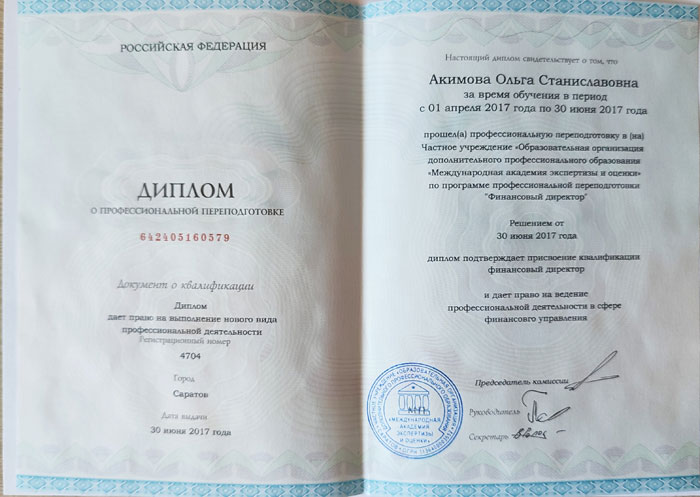 РОССИЙСКАЯ ФЕДЕРАЦИЯ
ДИПЛОМ
О ПРОФЕССИОНАЛЬНОЙ ПЕРЕПОДГОТОВКЕ
642405160579
Документ о квалификации
Диплом
дает право на выполнение нового вида
профессиональной деятельности
Регистрационный номер
4704
Город
Саратов
Дата выдачи
30 июня 2017 года
Настоящий диплом свидетельствует о том, что
Акимова Ольга Станиславовна
за время обучения в период
с 01 апреля 2017 года по 30 июня 2017 года
прошел(а) профессиональную переподготовку в (на)
Частное учреждение «Образовательная организация
дополнительного профессионального образования
«Международная академия экспертизы и оценки»
по программе профессиональной переподготовки
"Финансовый директор"
Решением от
30 июня 2017 года
диплом подтверждает присвоение квалификации
финансовый директор
и дает право на ведение
профессиональной деятельности в сфере
финансового управления
Председатель комиссии
Руководитель
Секретарь
«МЕЖДУНАРОДНАЯ
АКАДЕМИЯ
ЭКСПЕРТИЗЫ
И ОЦЕНКИ»